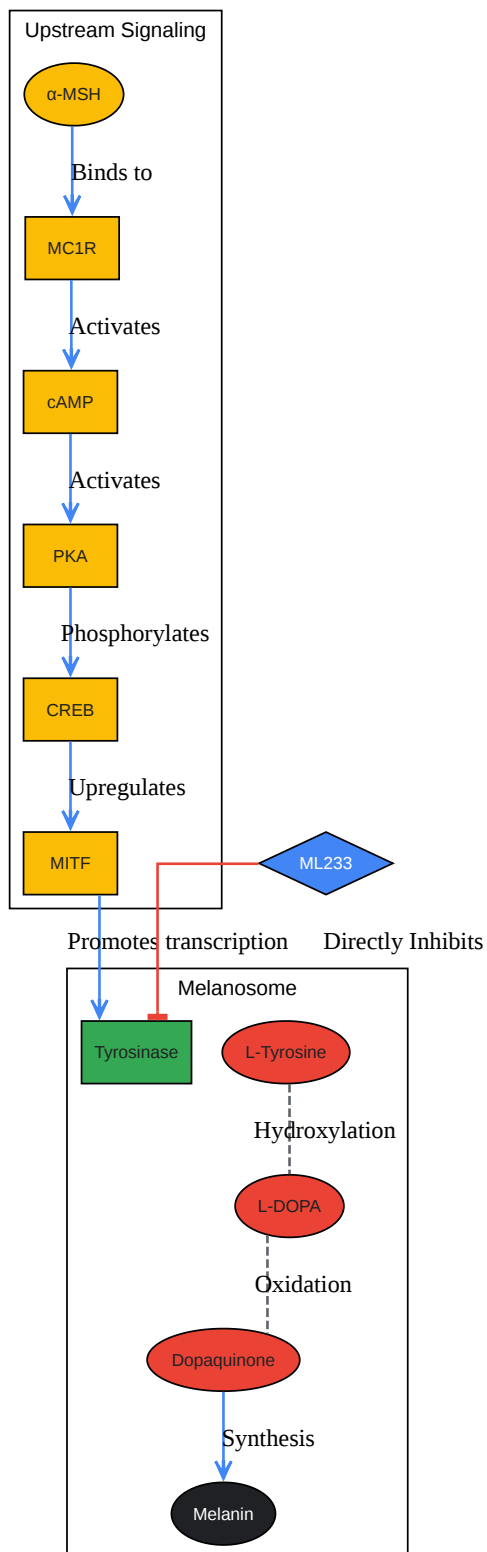 Upstream Signaling
α-MSH
Binds to
MC1R
Activates
cAMP
Activates
PKA
Phosphorylates
CREB
Upregulates
MITF
ML233
Promotes transcription
Directly Inhibits
Melanosome
Tyrosinase
L-Tyrosine
Hydroxylation
L-DOPA
Oxidation
Dopaquinone
Synthesis
Melanin